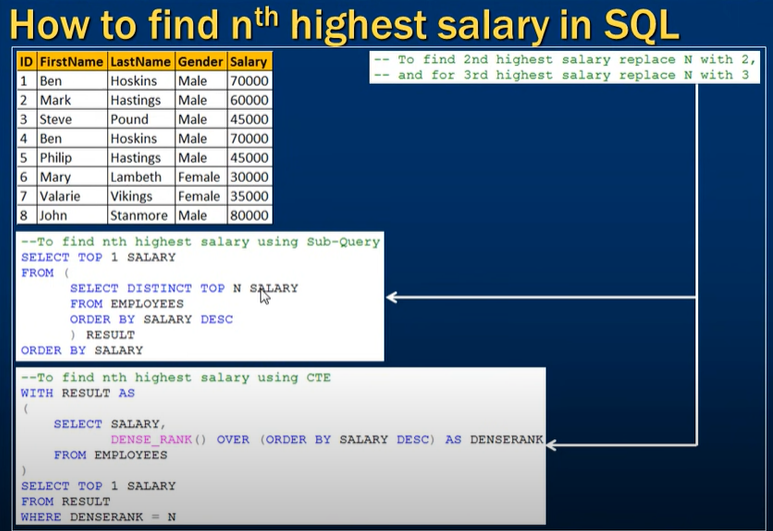 How to find nth highest salary in SQL
ID FirstName LastName Gender Salary
1 Ben Hoskins Male 70000
2 Mark Hastings Male 60000
3 Steve Pound Male 45000
4 Ben Hoskins Male 70000
5 Philip Hastings Male 45000
6 Mary Lambeth Female 30000
7 Valarie Vikings Female 35000
8 John Stanmore Male 80000
-- To find 2nd highest salary replace N with 2,
-- and for 3rd highest salary replace N with 3
--To find nth highest salary using Sub-Query
SELECT TOP 1 SALARY
FROM (
SELECT DISTINCT TOP N SALARY
FROM EMPLOYEES
ORDER BY SALARY DESC
) RESULT
ORDER BY SALARY
--To find nth highest salary using CTE
WITH RESULT AS
(
SELECT SALARY,
DENSE_RANK() OVER (ORDER BY SALARY DESC) AS DENSERANK
FROM EMPLOYEES
)
SELECT TOP 1 SALARY
FROM RESULT
WHERE DENSERANK = N